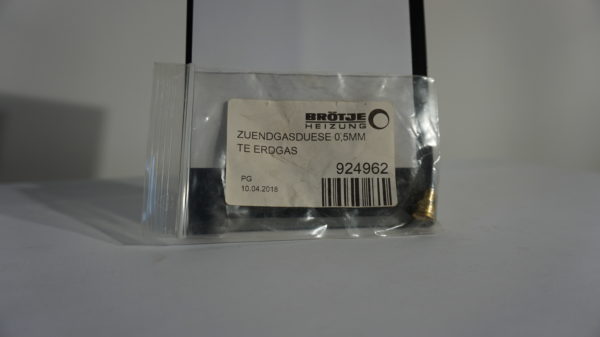 BRÖTJE
HEIZUNG
ZUENDGASDUESE 0,5MM
TE ERDGAS
924962
PG
10.04.2018